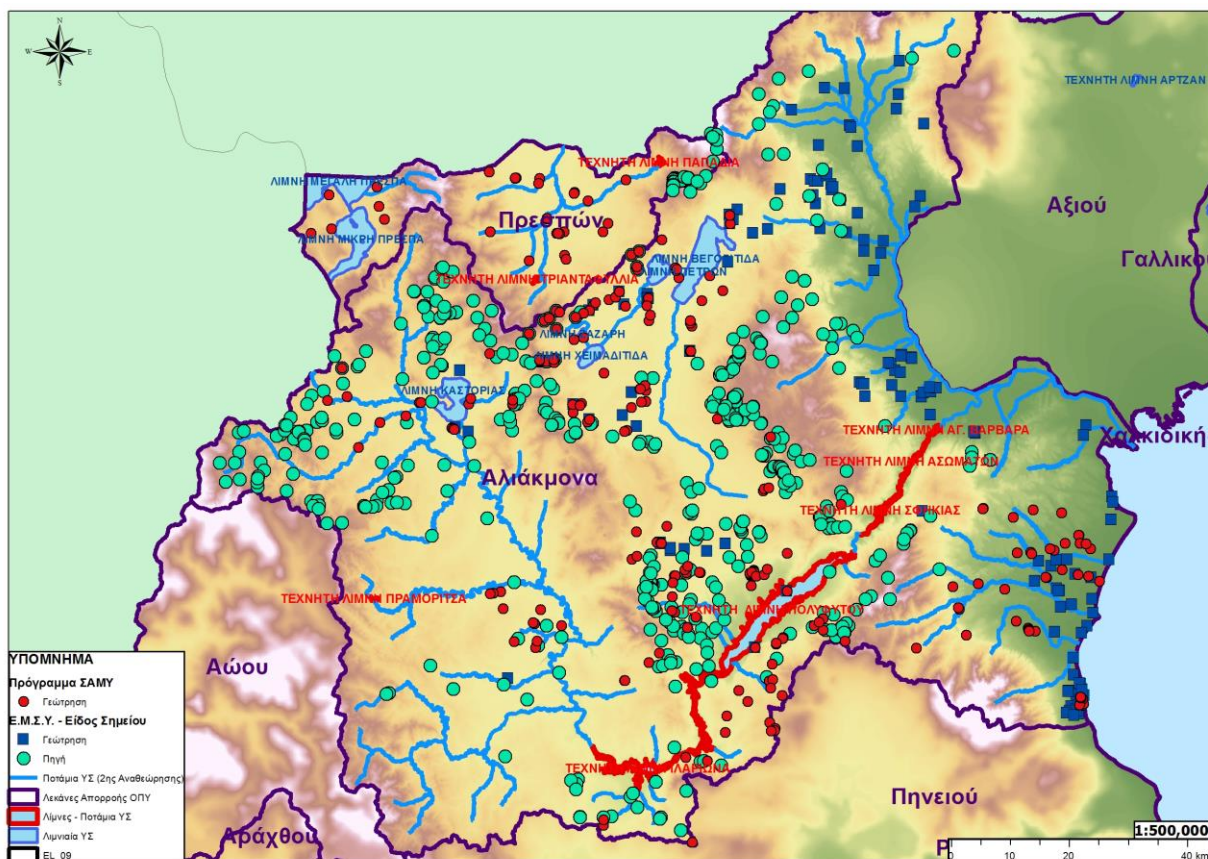 N
W E
S
ΤΕΧΝΗΤΗ ΛΙΜΝΗ ΑΡΤΖΑΝ
ΤΕΧΝΗΤΗ ΛΙΜΝΗ ΠΑΠΑΔΙΑ
ΛΙΜΝΗ ΜΕΓΑΛΗ ΠΡΕΣΠΑ
Πρεσπών
Αξιού
ΛΙΜΝΗ ΜΙΚΡΗ ΠΡΕΣΠΑ
ΛΙΜΝΗ ΒΕΓΟΡΙΤΙΔΑ
Γαλλικού
ΛΙΜΝΗ ΠΕΤΡΩΝ
ΤΕΧΝΗΤΗ ΛΙΜΝΗ ΤΡΙΑΝΤΑΦΥΛΛΙΑ
ΛΙΜΝΗ ΖΑΖΑΡΗ
ΛΙΜΝΗ ΧΕΙΜΑΔΙΤΙΔΑ
ΛΙΜΝΗ ΚΑΣΤΟΡΙΑΣ
ΤΕΧΝΗΤΗ ΛΙΜΝΗ ΑΓ. ΒΑΡΒΑΡΑ
Χαλκιδική
ΤΕΧΝΗΤΗ ΛΙΜΝΗ ΑΣΩΜΑΤΩΝ
Αλιάκμονα
ΤΕΧΝΗΤΗ ΛΙΜΝΗ ΣΦΗΚΙΑΣ
ΤΕΧΝΗΤΗ ΛΙΜΝΗ ΠΡΑΜΟΡΙΤΣΑ
ΤΕΧΝΗΤΗ ΛΙΜΝΗ ΠΟΛΥΦΥΤΟΥ
Αώου
ΤΕΧΝΗΤΗ ΛΙΜΝΗ ΙΛΑΡΙΩΝΑ
Πηνειού
Αράχθου
ΥΠΟΜΝΗΜΑ
Πρόγραμμα ΣΑΜΥ
Γεώτρηση
Ε.Μ.Σ.Υ. - Είδος Σημείου
Γεώτρηση
Πηγή
Ποτάμια ΥΣ (2ης Αναθεώρησης)
Λεκάνες Απορροής ΟΠΥ
Λίμνες - Ποτάμια ΥΣ
Λιμναία ΥΣ
EL_09
1:500,000
0 10 20 40 km